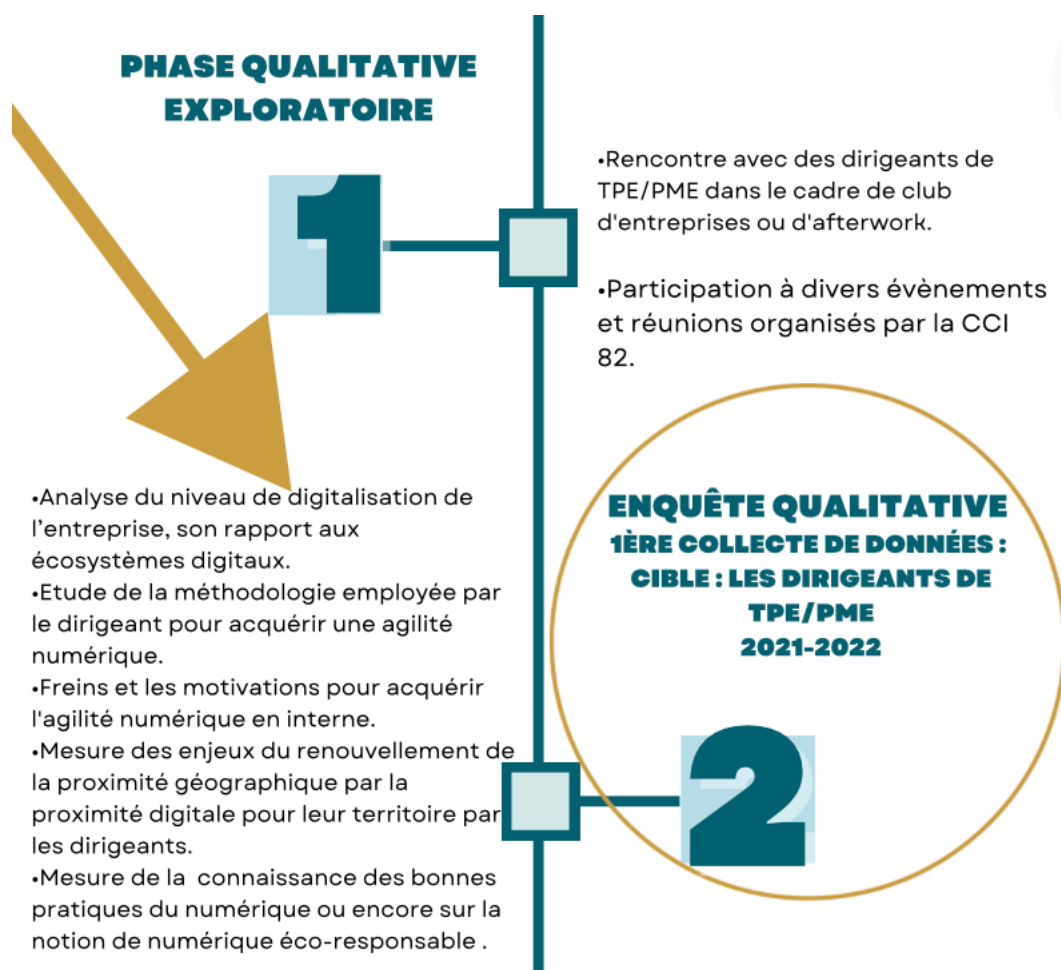 PHASE QUALITATIVE
EXPLORATOIRE
1
•Rencontre avec des dirigeants de
TPE/PME dans le cadre de club
d'entreprises ou d'afterwork.
•Participation à divers évènements
et réunions organisés par la CCI
82.
•Analyse du niveau de digitalisation de
l’entreprise, son rapport aux
écosystèmes digitaux.
•Etude de la méthodologie employée par
le dirigeant pour acquérir une agilité
numérique.
•Freins et les motivations pour acquérir
l'agilité numérique en interne.
•Mesure des enjeux du renouvellement de
la proximité géographique par la
proximité digitale pour leur territoire par
les dirigeants.
•Mesure de la connaissance des bonnes
pratiques du numérique ou encore sur la
notion de numérique éco-responsable .
ENQUÊTE QUALITATIVE
1ÈRE COLLECTE DE DONNÉES :
CIBLE : LES DIRIGEANTS DE
TPE/PME
2021-2022
2